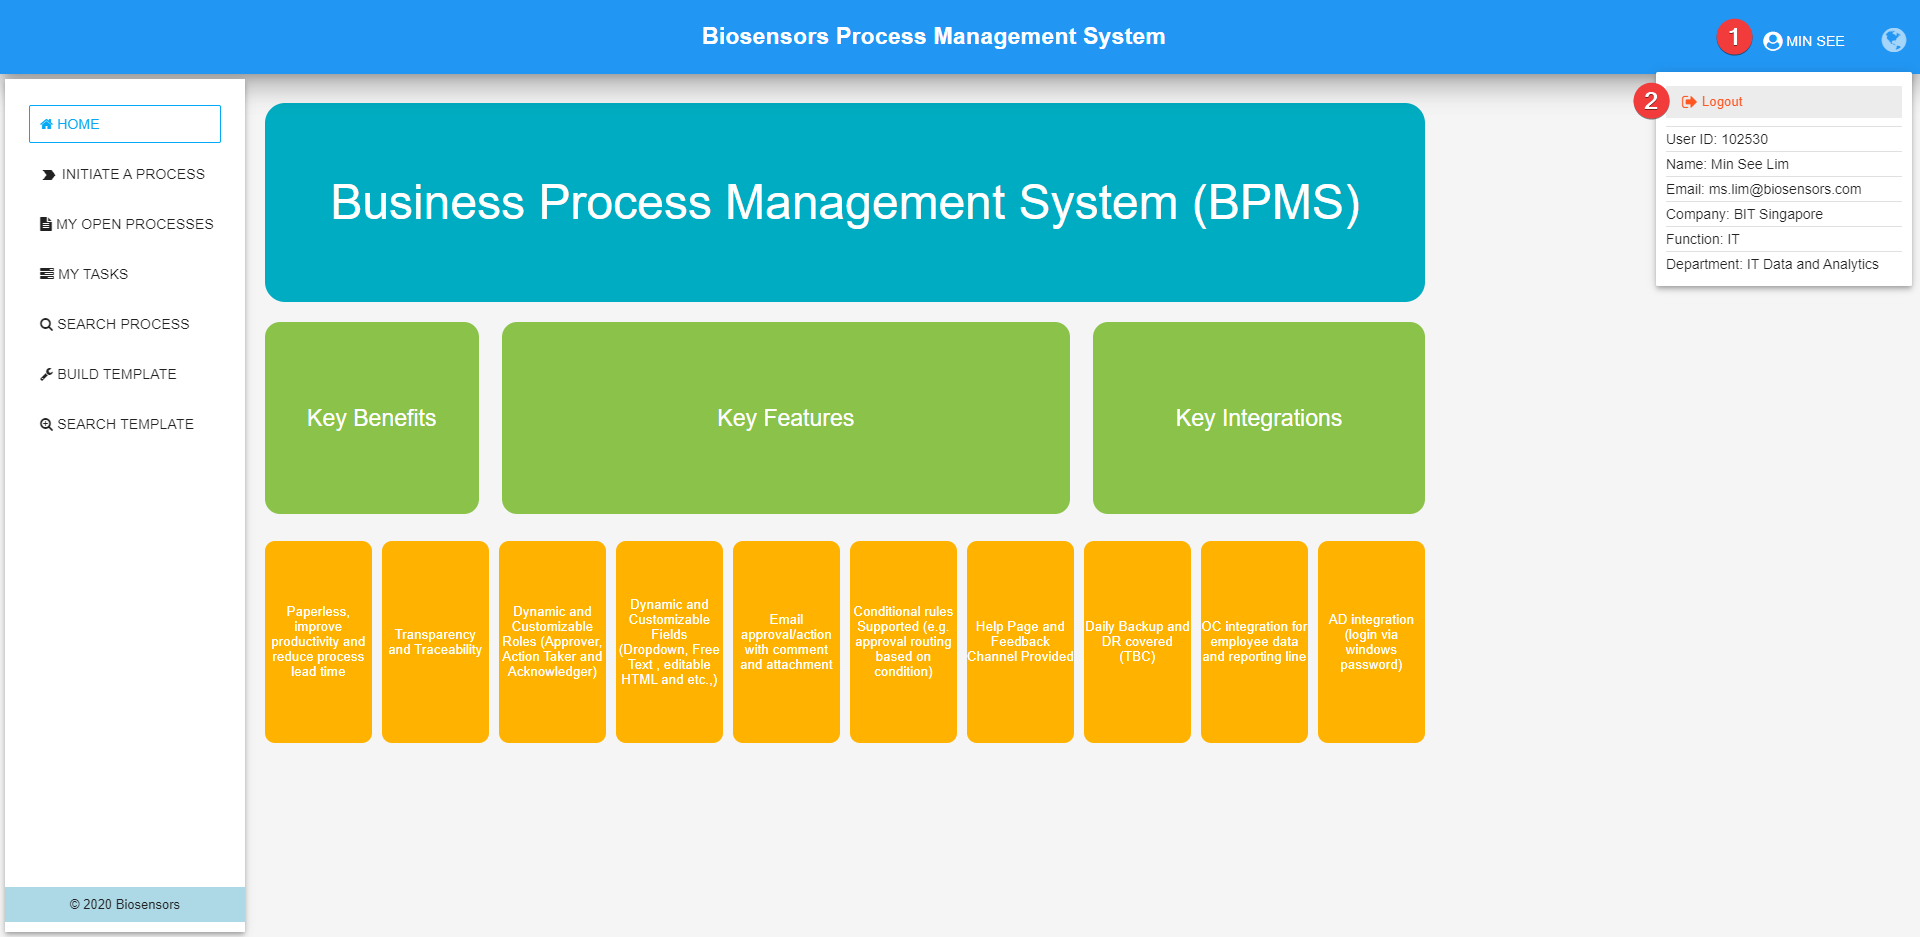 Biosensors Process Management System
1
MIN SEE
2
Logout
User ID: 102530
Name: Min See Lim
Email: ms.lim@biosensors.com
Company: BIT Singapore
Function: IT
Department: IT Data and Analytics
HOME
INITIATE A PROCESS
MY OPEN PROCESSES
MY TASKS
SEARCH PROCESS
BUILD TEMPLATE
SEARCH TEMPLATE
© 2020 Biosensors
Business Process Management System (BPMS)
Key Benefits
Key Features
Key Integrations
Paperless,
improve
productivity and
reduce process
lead time
Transparency
and Traceability
Dynamic and
Customizable
Roles (Approver,
Action Taker and
Acknowledger)
Dynamic and
Customizable
Fields
(Dropdown, Free
Text , editable
HTML and etc.,)
Email
approval/action
with comment
and attachment
Conditional rules
Supported (e.g.
approval routing
based on
condition)
Help Page and
Feedback
Channel Provided
Daily Backup and
DR covered
(TBC)
OC integration for
employee data
and reporting line
AD integration
(login via
windows
password)